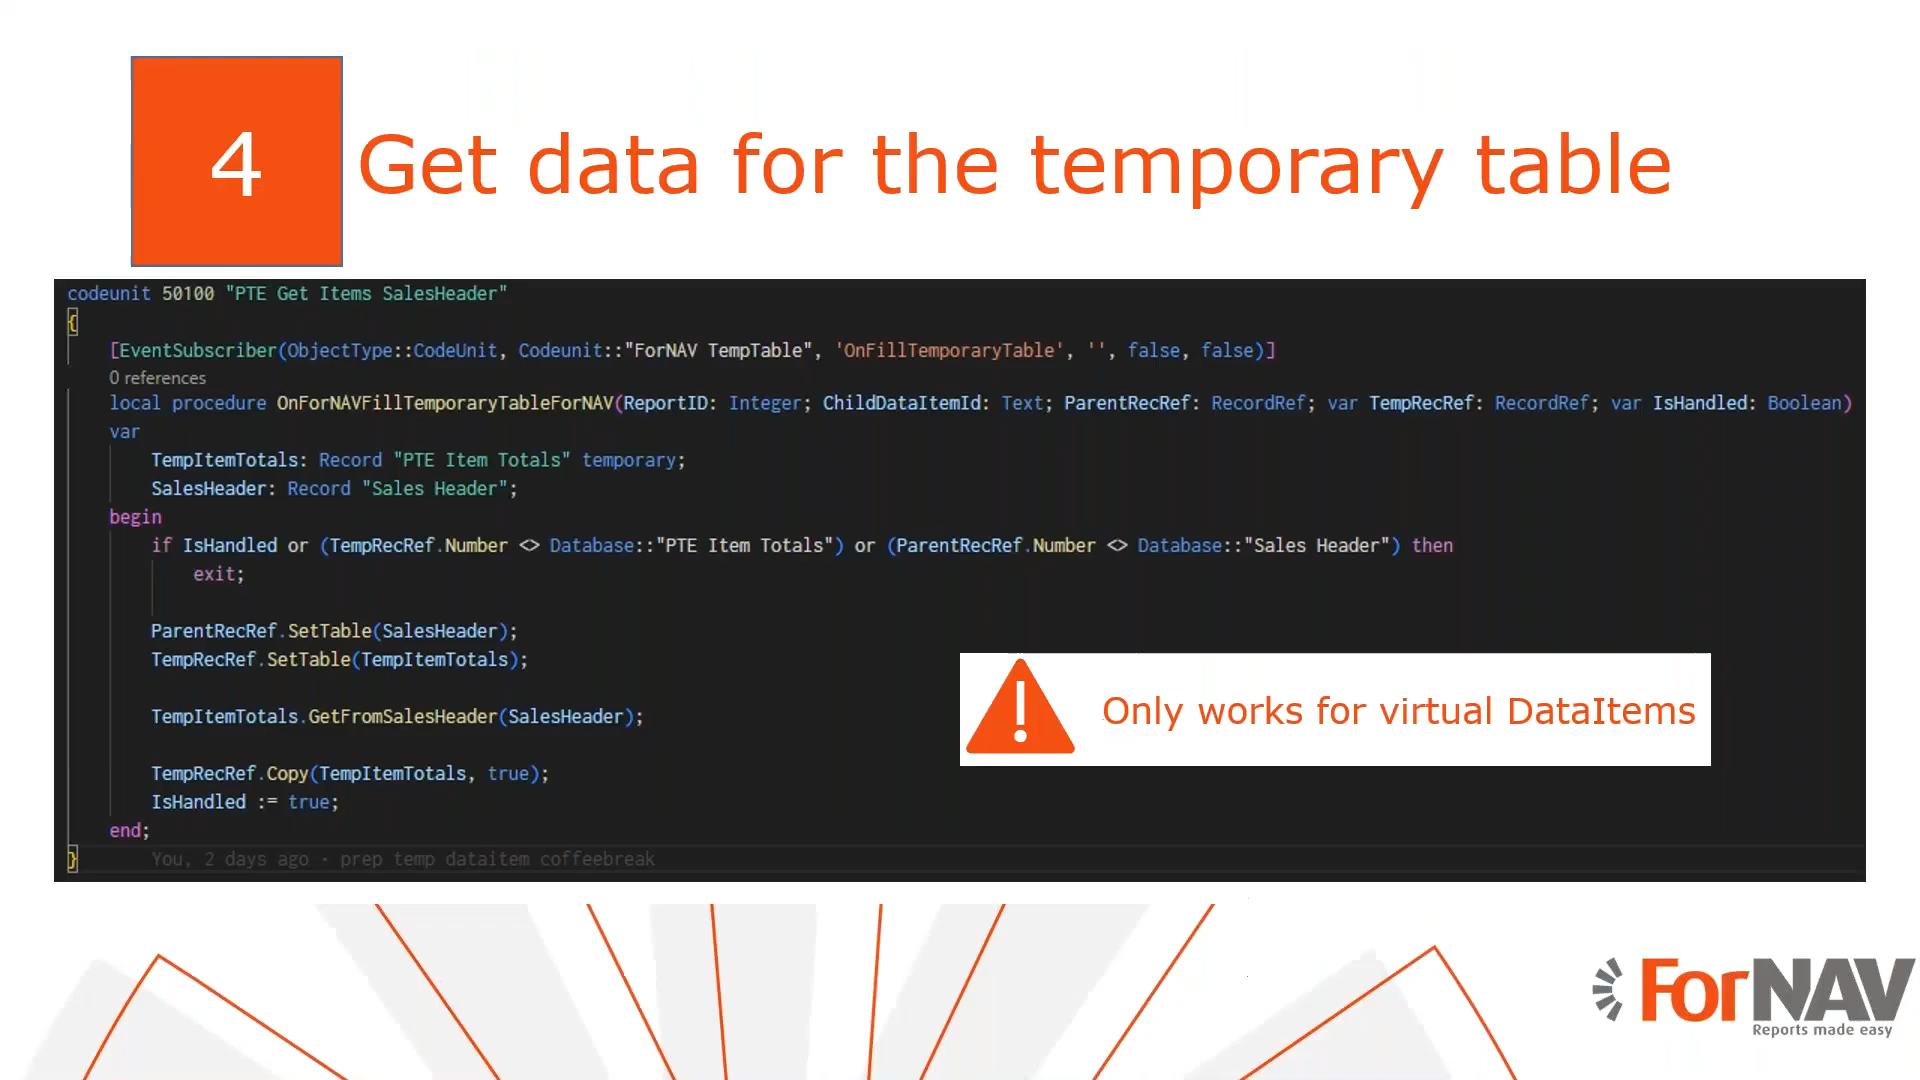 4
Get data for the temporary table
codeunit 50100 "PTE Get Items SalesHeader"
{
[EventSubscriber(ObjectType::CodeUnit, Codeunit::"ForNAV TempTable", 'OnFillTemporaryTable', '', false, false)]
0 references
local procedure OnForNAVFillTemporaryTableForNAV(ReportID: Integer; ChildDataItemId: Text; ParentRecRef: RecordRef; var TempRecRef: RecordRef; var IsHandled: Boolean)
var
TempItemTotals: Record "PTE Item Totals" temporary;
SalesHeader: Record "Sales Header";
begin
if IsHandled or (TempRecRef.Number <> Database::"PTE Item Totals") or (ParentRecRef.Number <> Database::"Sales Header") then
exit;
ParentRecRef.SetTable(SalesHeader);
TempRecRef.SetTable(TempItemTotals);
TempItemTotals.GetFromSalesHeader(SalesHeader);
TempRecRef.Copy(TempItemTotals, true);
IsHandled := true;
end;
}
You, 2 days ago · prep temp dataitem coffeebreak
Only works for virtual DataItems
ForNAV
Reports made easy